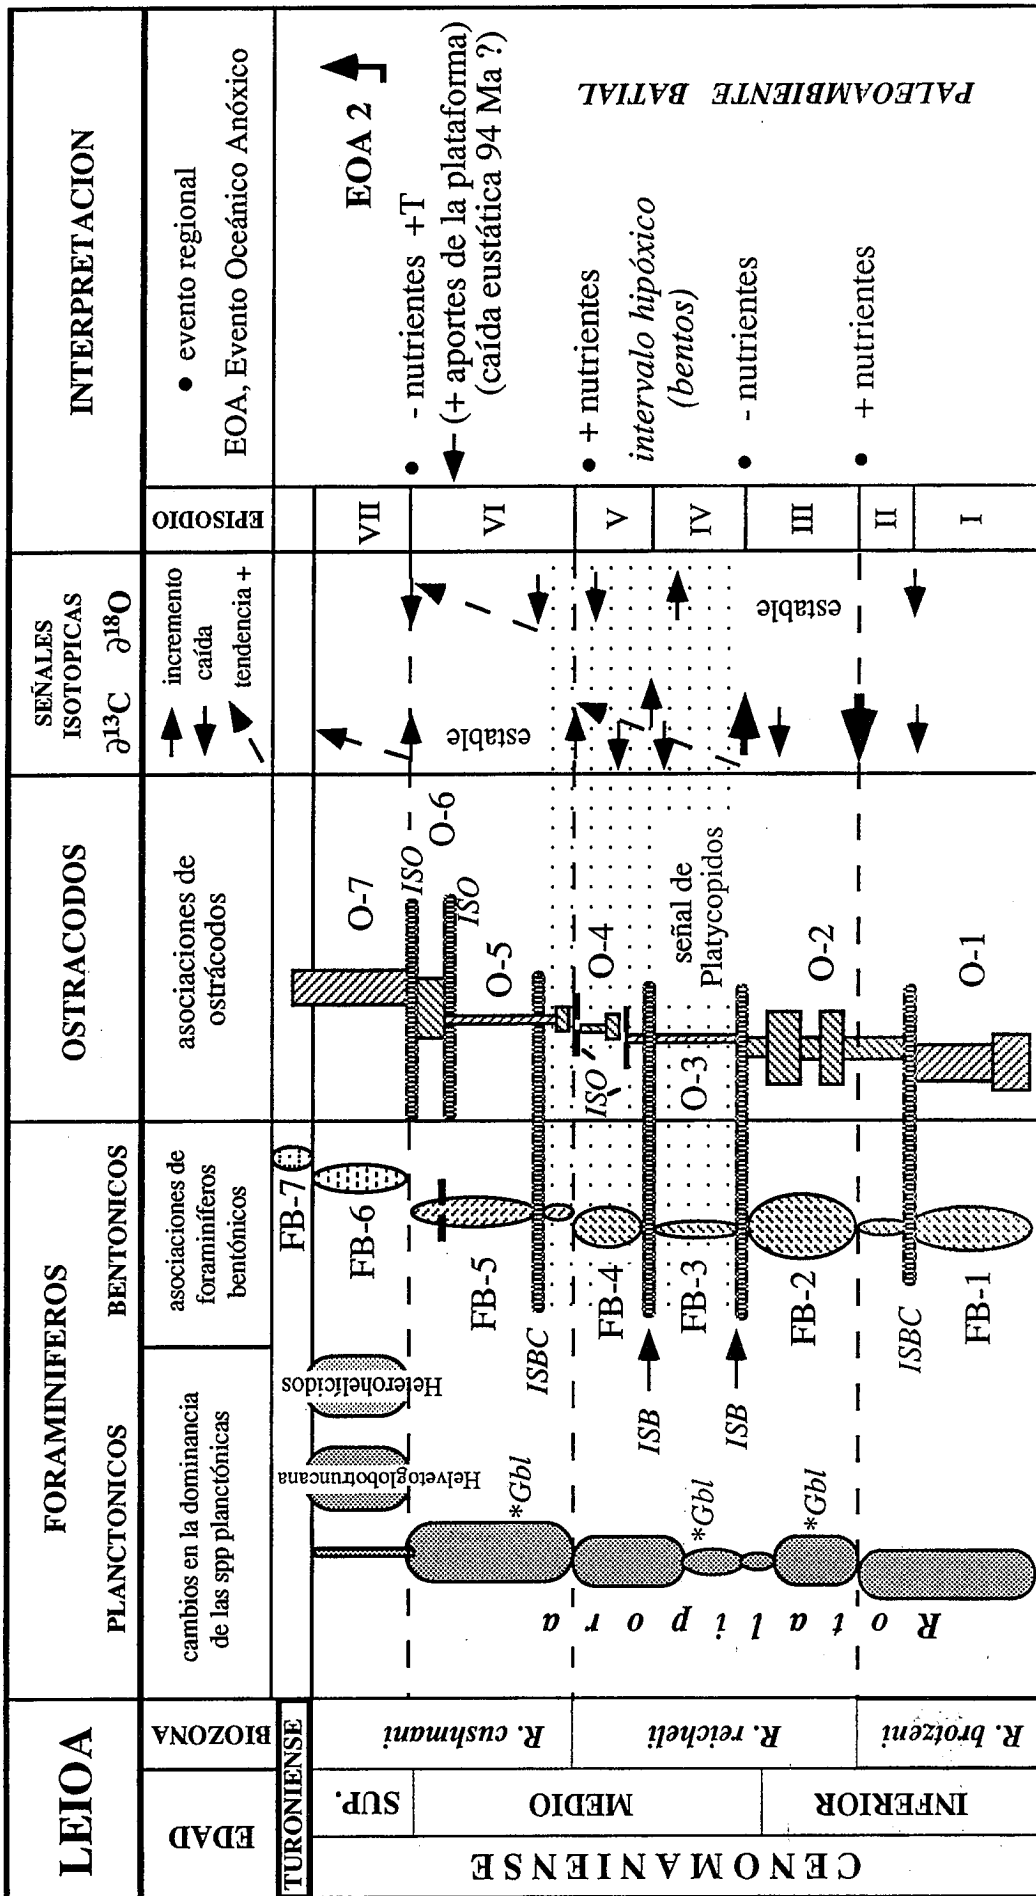 LEIOA
FORAMINIFEROS
OSTRACODOS
SEÑALES
ISOTOPICAS
INTERPRETACION
PLANCTONICOS
BENTONICOS
∂13C
∂18O
EDAD
BIOZONA
cambios en la dominancia
de las spp planctónicas
asociaciones de
foraminíferos
bentónicos
asociaciones de
ostrácodos
incremento
caída
tendencia +
EPISODIO
• evento regional
EOA, Evento Oceánico Anóxico
TURONIENSE
CENOMANIENSE
SUP.
MEDIO
INFERIOR
R. cushmani
R. reicheli
R. brotzeni
Rotalipora
Helvetoglobotruncana
Heterohelícidos
*Gbl
*Gbl
*Gbl
FB-7
FB-6
FB-5
ISBC
FB-4
ISB
FB-3
ISB
FB-2
ISBC
FB-1
O-7
ISO
O-6
ISO
O-5
O-4
ISO
O-3
señal de
Platycopidos
O-2
O-1
estable
estable
VII
VI
V
IV
III
II
I
EOA 2
• - nutrientes +T
(+ aportes de la plataforma)
(caída eustática 94 Ma ?)
• + nutrientes
intervalo hipóxico
(bentos)
• - nutrientes
• + nutrientes
PALEOAMBIENTE BATIAL